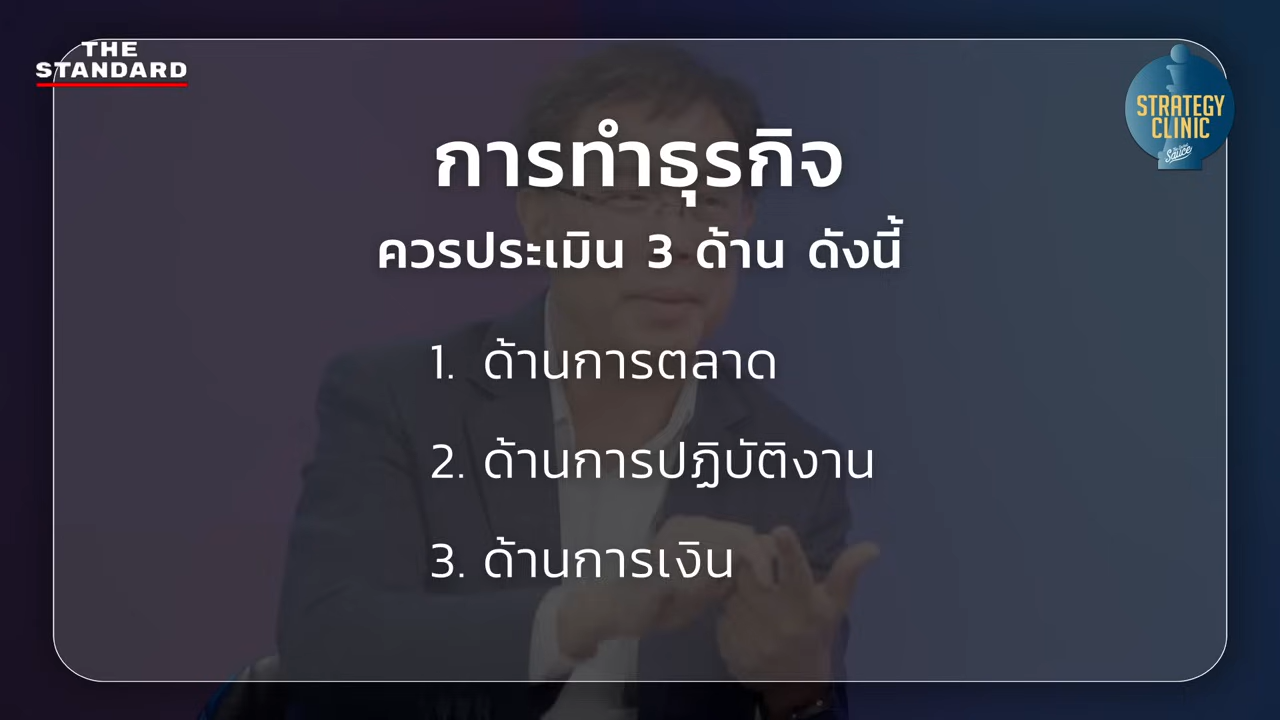 THE
STANDARD
STRATEGY
CLINIC
The Secret
Sauce
การทำธุรกิจ
ควรประเมิน 3 ด้าน ดังนี้
1. ด้านการตลาด
2. ด้านการปฏิบัติงาน
3. ด้านการเงิน